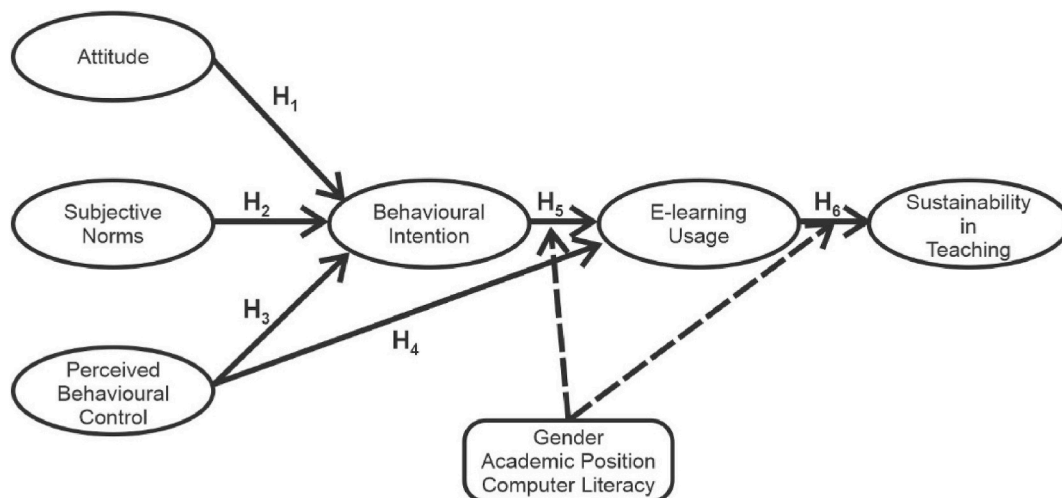 Attitude
H1
Subjective
Norms
H2
Behavioural
Intention
H5
E-learning
Usage
H6
Sustainability
in
Teaching
H3
H4
Perceived
Behavioural
Control
Gender
Academic Position
Computer Literacy